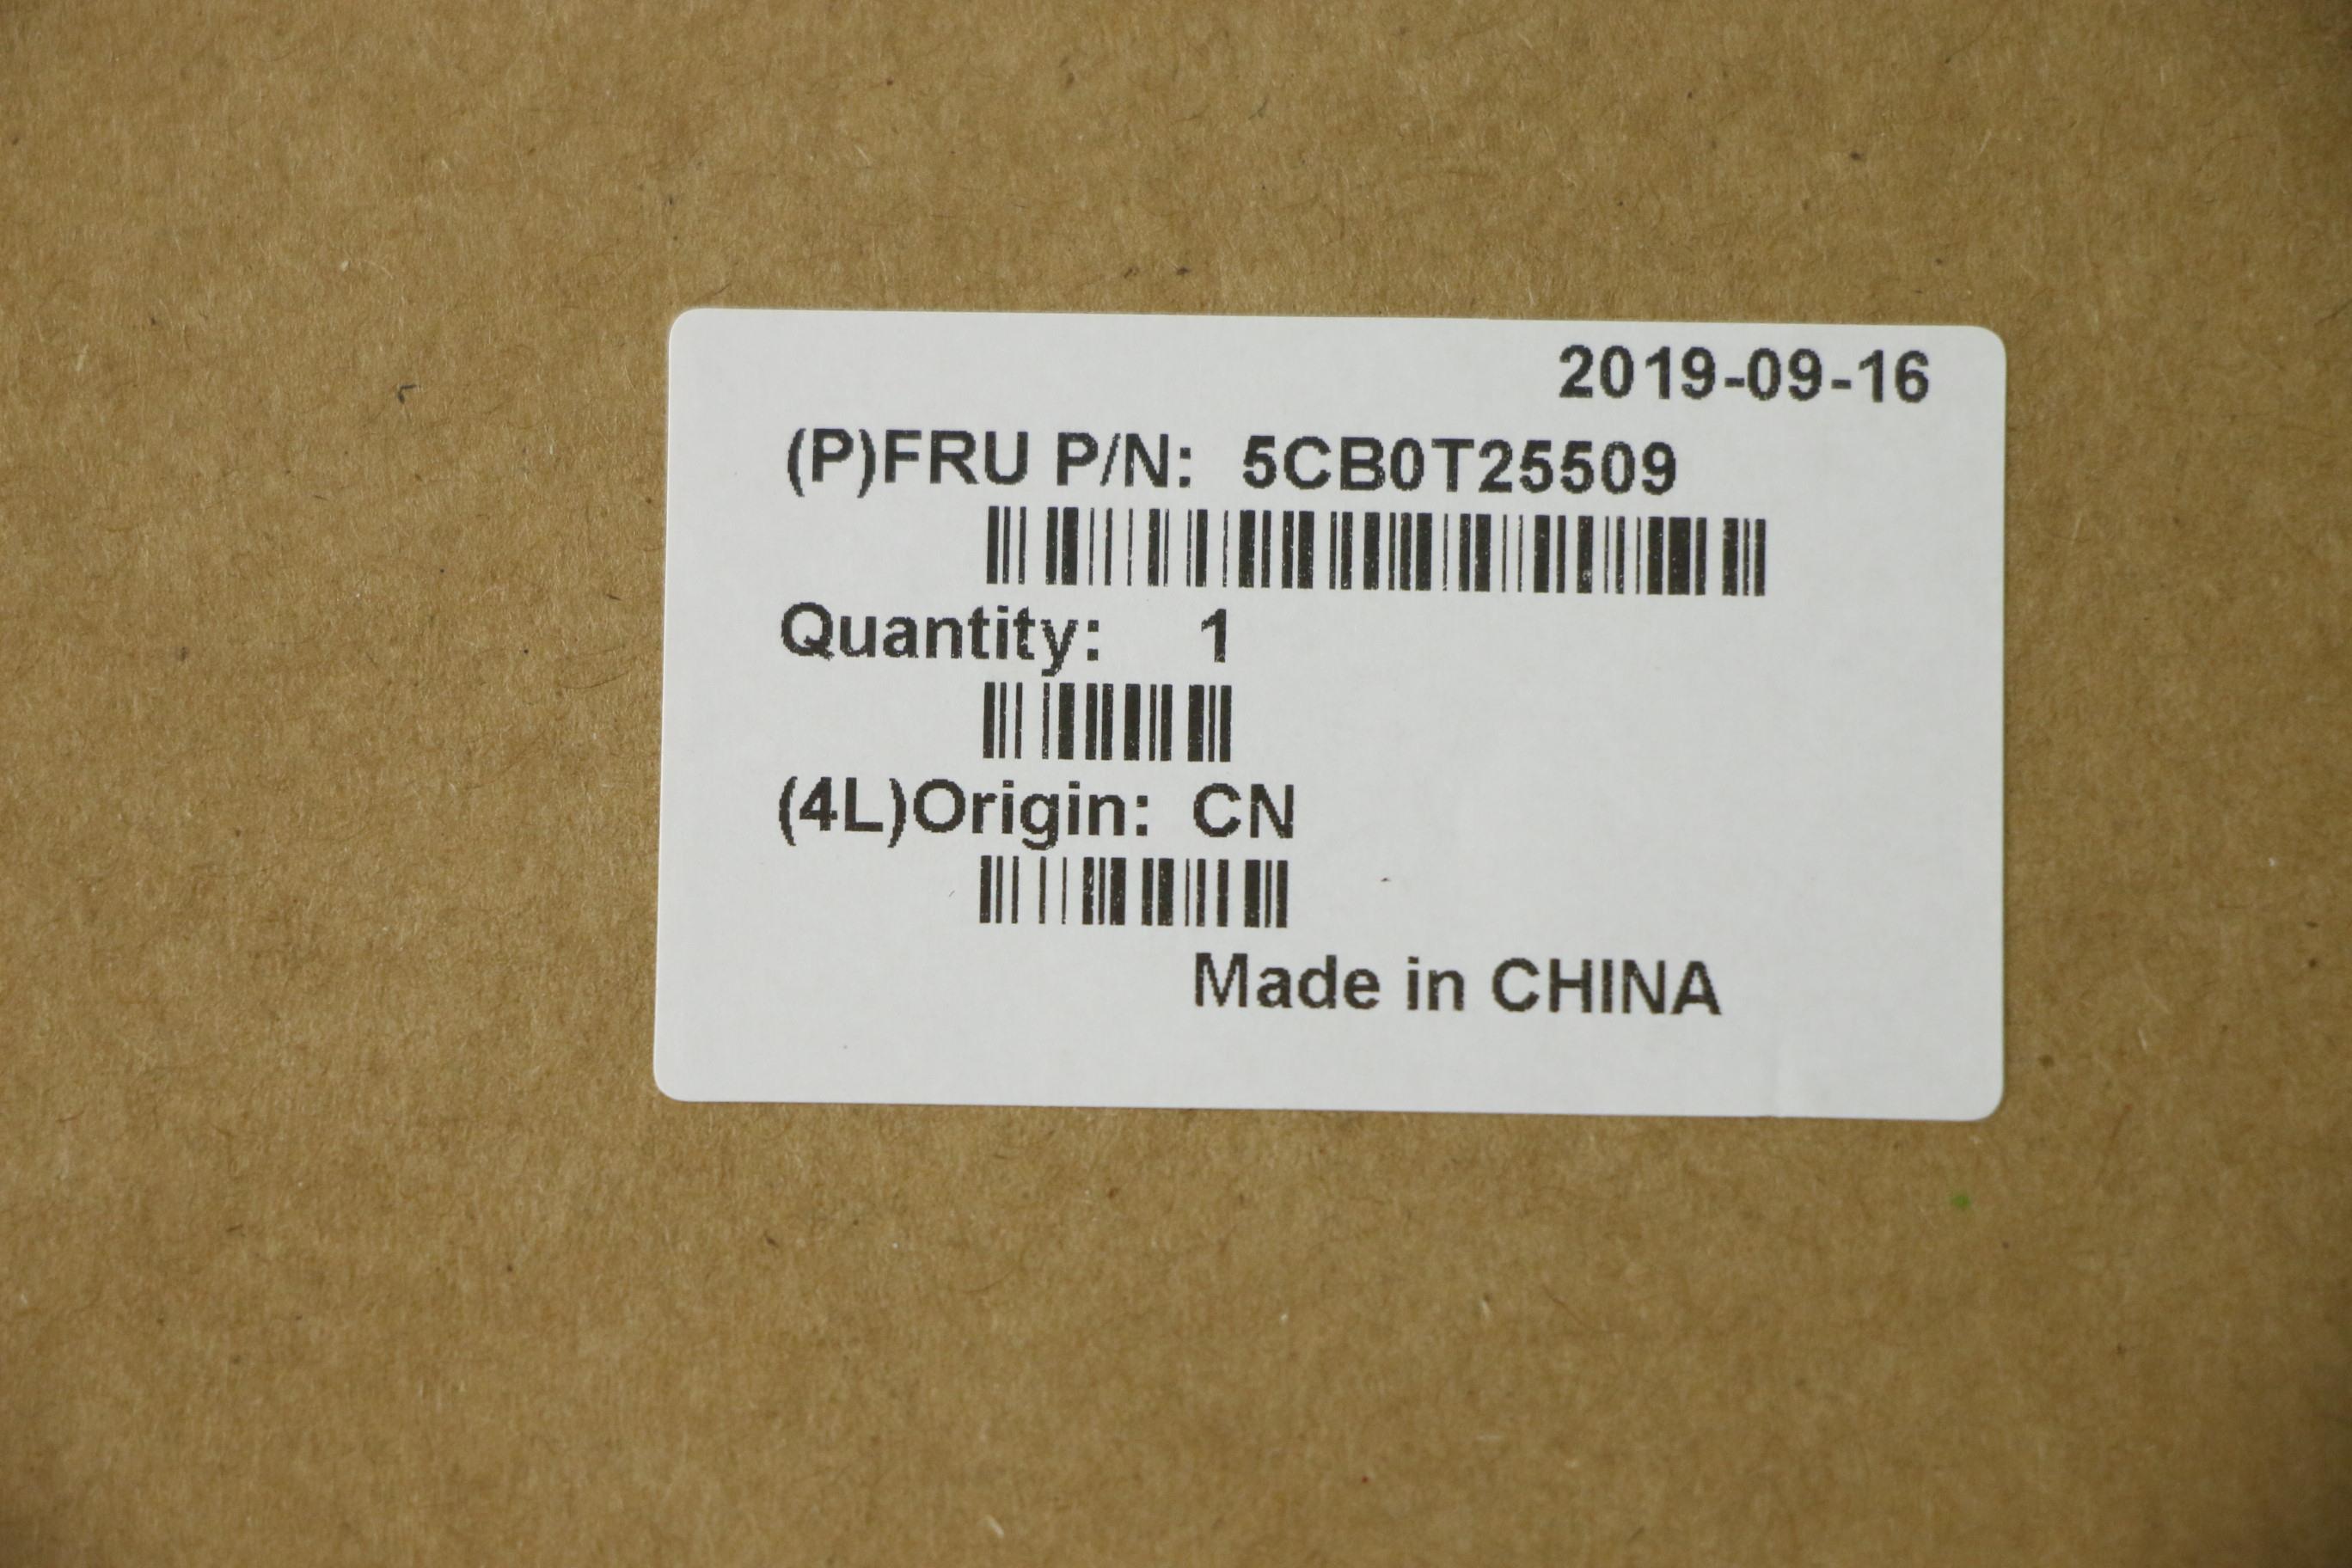 2019-09-16
(P)FRU P/N: 5CB0T25509
Quantity: 1
(4L)Origin: CN
Made in CHINA